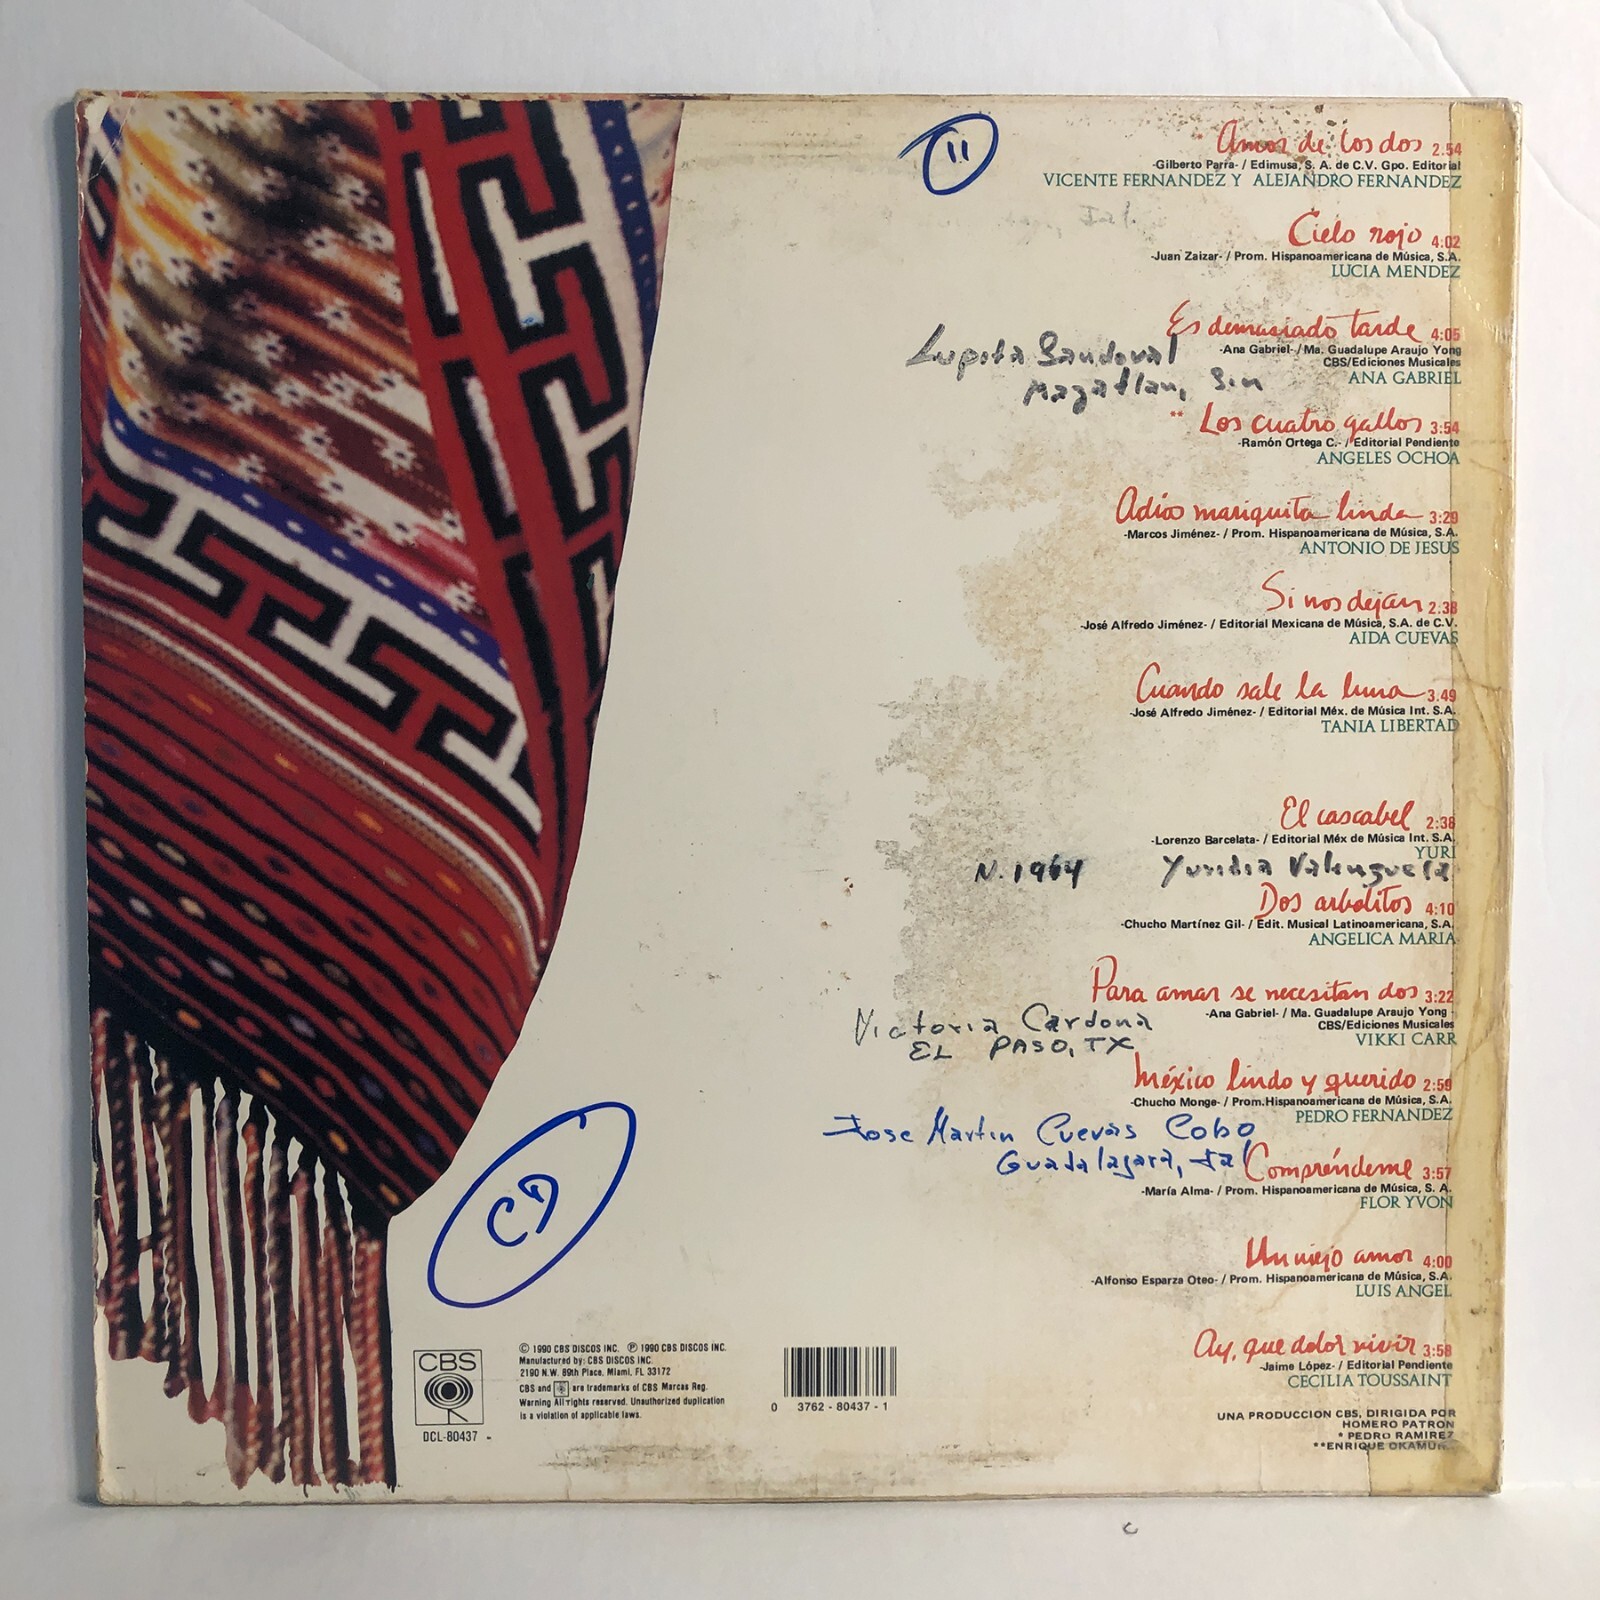 11
Amor de los dos 2:54
-Gilberto Parra- / Edimusa, S. A. de C.V. Gpo. Editorial
VICENTE FERNANDEZ Y ALEJANDRO FERNANDEZ
Jal.
Cielo rojo 4:02
-Juan Zaizar- / Prom. Hispanoamericana de Música, S.A.
LUCIA MENDEZ
Es demasiado tarde 4:05
-Ana Gabriel- / Ma. Guadalupe Araujo Yong
CBS/Ediciones Musicales
ANA GABRIEL
Lupita Sandoval
Mazatlan, Sin
** Los cuatro gallos 3:54
-Ramón Ortega C.- / Editorial Pendiente
ANGELES OCHOA
Adiós mariquita linda 3:29
-Marcos Jiménez- / Prom. Hispanoamericana de Música, S.A.
ANTONIO DE JESUS
Si nos dejan 2:38
-José Alfredo Jiménez- / Editorial Mexicana de Música, S.A. de C.V.
AIDA CUEVAS
Cuando sale la luna 3:49
-José Alfredo Jiménez- / Editorial Méx. de Música Int. S.A.
TANIA LIBERTAD
El cascabel 2:38
-Lorenzo Barcelata- / Editorial Méx de Música Int. S.A.
YURI
N. 1964 Yuridia Valenzuela
Dos arbolitos 4:10
-Chucho Martínez Gil- / Edit. Musical Latinoamericana, S.A.
ANGELICA MARIA
Para amar se necesitan dos 3:22
-Ana Gabriel- / Ma. Guadalupe Araujo Yong -
CBS/Ediciones Musicales
VIKKI CARR
Victoria Cardona
EL PASO, TX
México lindo y querido 2:59
-Chucho Monge- / Prom.Hispanoamericana de Música, S.A.
PEDRO FERNANDEZ
Jose Martin Cuevas Cobo
Guadalajara, Jal
Compréndeme 3:57
-María Alma- / Prom. Hispanoamericana de Música, S. A.
FLOR YVON
Un viejo amor 4:00
-Alfonso Esparza Oteo- / Prom. Hispanoamericana de Música, S.A.
LUIS ANGEL
Ay, que dolor vivir 3:58
-Jaime López- / Editorial Pendiente
CECILIA TOUSSAINT
UNA PRODUCCION CBS, DIRIGIDA POR
HOMERO PATRON
* PEDRO RAMIREZ
**ENRIQUE
CD
CBS
DCL-80437 -
© 1990 CBS DISCOS INC. ℗ 1990 CBS DISCOS INC.
Manufactured by: CBS DISCOS INC.
2190 N.W. 89th Place, Miami, FL 33172
CBS and are trademarks of CBS Marcas Reg.
Warning All rights reserved. Unauthorized duplication
is a violation of applicable laws.
0 3762 - 80437 - 1